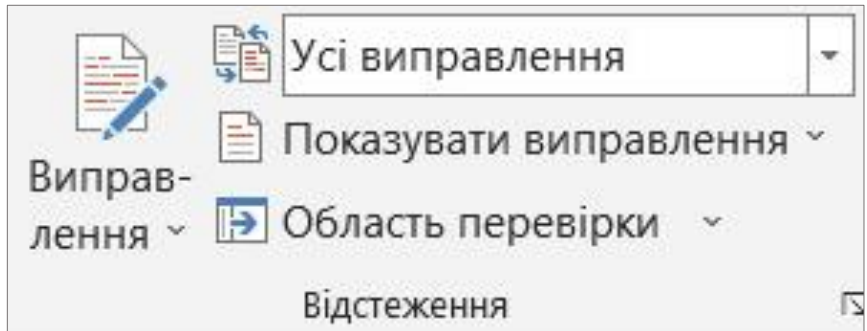 Усі виправлення
Показувати виправлення
Виправ-
лення
Область перевірки
Відстеження